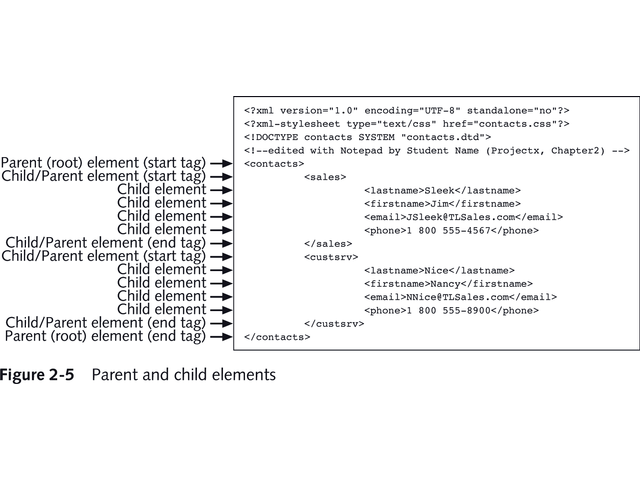 <?xml version="1.0" encoding="UTF-8" standalone="no"?>
<?xml-stylesheet type="text/css" href="contacts.css"?>
<!DOCTYPE contacts SYSTEM "contacts.dtd">
<!--edited with Notepad by Student Name (Projectx, Chapter2) -->
Parent (root) element (start tag) <contacts>
Child/Parent element (start tag) <sales>
Child element <lastname>Sleek</lastname>
Child element <firstname>Jim</firstname>
Child element <email>JSleek@TLSales.com</email>
Child element <phone>1 800 555-4567</phone>
Child/Parent element (end tag) </sales>
Child/Parent element (start tag) <custsrv>
Child element <lastname>Nice</lastname>
Child element <firstname>Nancy</firstname>
Child element <email>NNice@TLSales.com</email>
Child element <phone>1 800 555-8900</phone>
Child/Parent element (end tag) </custsrv>
Parent (root) element (end tag) </contacts>
Figure 2-5 Parent and child elements